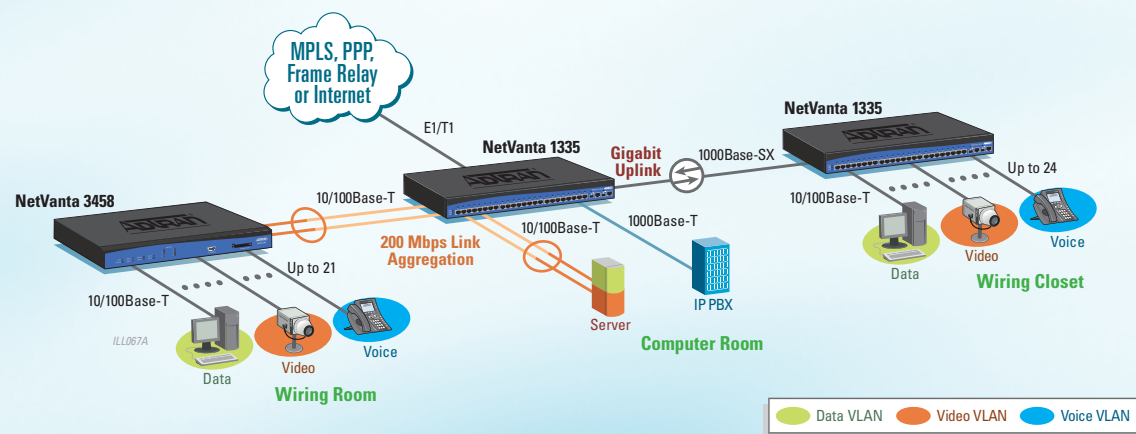 MPLS, PPP,
Frame Relay
or Internet
E1/T1
NetVanta 1335
ADTRAN
Gigabit
Uplink
1000Base-SX
NetVanta 1335
ADTRAN
10/100Base-T
Up to 24
Data
Video
Voice
Wiring Closet
NetVanta 3458
ADTRAN
10/100Base-T
200 Mbps Link
Aggregation
10/100Base-T
1000Base-T
Server
IP PBX
Computer Room
10/100Base-T
Up to 21
ILL067A
Data
Video
Voice
Wiring Room
Data VLAN
Video VLAN
Voice VLAN